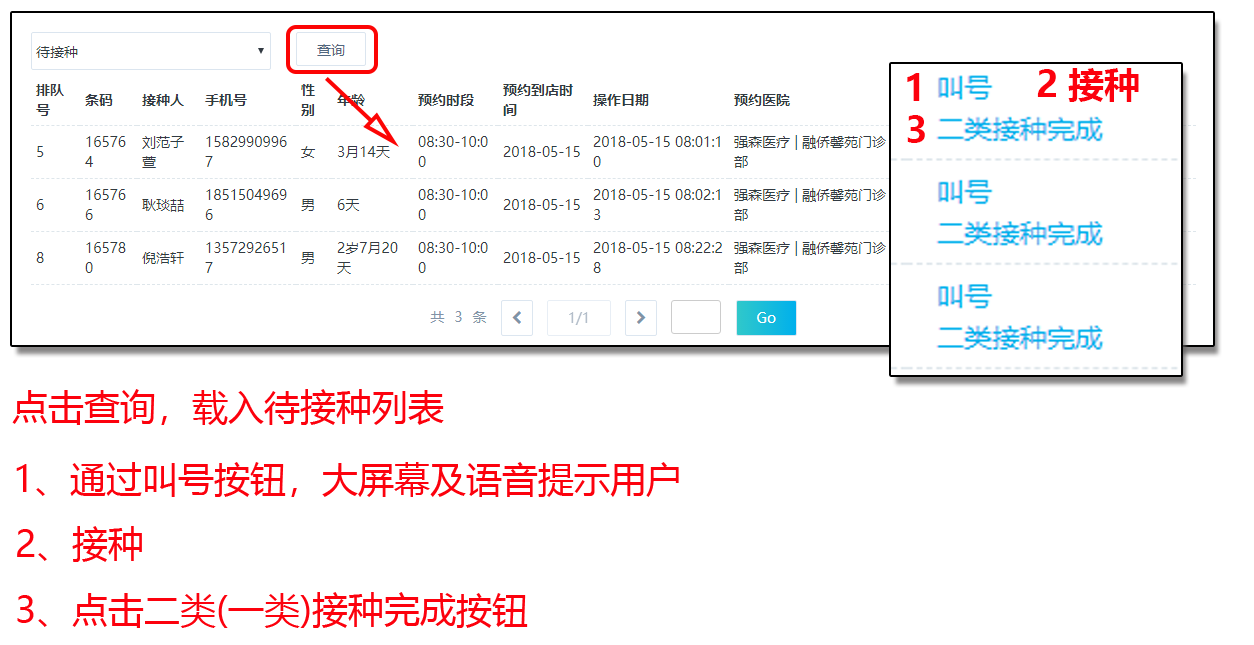 待接种
查询
排队号 条码 接种人 手机号 性别 年龄 预约时段 预约到店时间 操作日期 预约医院
5 165764 刘范子萱 15829909967 女 3月14天 08:30-10:00 2018-05-15 2018-05-15 08:01:10 强森医疗 | 融侨馨苑门诊部
6 165766 耿琰喆 18515049696 男 6天 08:30-10:00 2018-05-15 2018-05-15 08:02:13 强森医疗 | 融侨馨苑门诊部
8 165780 倪浩轩 13572926517 男 2岁7月20天 08:30-10:00 2018-05-15 2018-05-15 08:22:28 强森医疗 | 融侨馨苑门诊部
共 3 条 1/1 Go
1 叫号 2 接种
3 二类接种完成
叫号
二类接种完成
叫号
二类接种完成
点击查询，载入待接种列表
1、通过叫号按钮，大屏幕及语音提示用户
2、接种
3、点击二类(一类)接种完成按钮